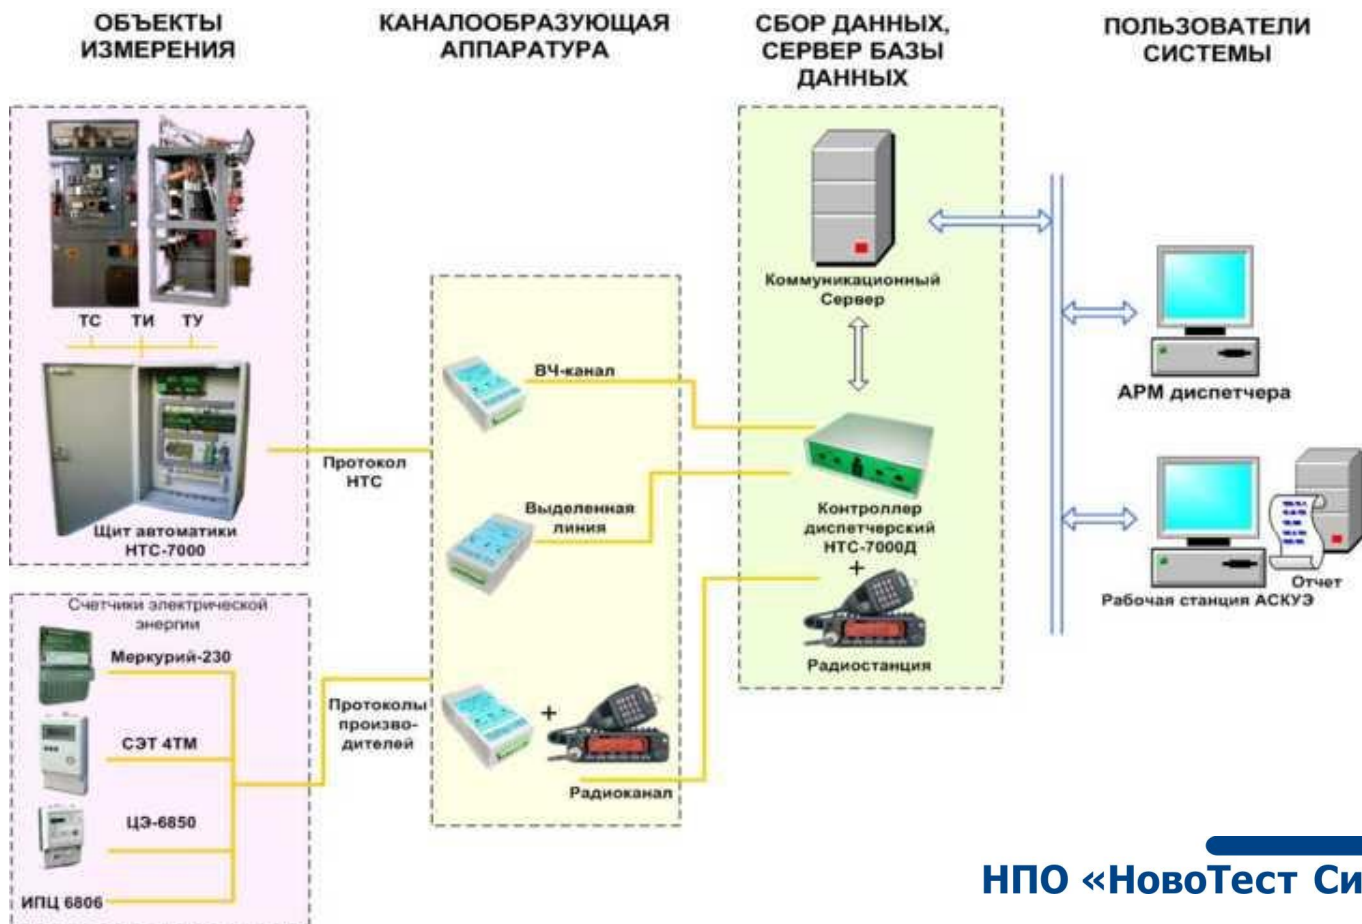 ОБЪЕКТЫ
ИЗМЕРЕНИЯ
КАНАЛООБРАЗУЮЩАЯ
АППАРАТУРА
СБОР ДАННЫХ,
СЕРВЕР БАЗЫ
ДАННЫХ
ПОЛЬЗОВАТЕЛИ
СИСТЕМЫ
ТС ТИ ТУ
Щит автоматики
НТС-7000
Протокол
НТС
Счетчики электрической
энергии
Меркурий-230
СЭТ 4ТМ
ЦЭ-6850
ИПЦ 6806
Протоколы
произво-
дителей
ВЧ-канал
Выделенная
линия
+
Радиоканал
Коммуникационный
Сервер
Контроллер
диспетчерский
НТС-7000Д
+
Радиостанция
АРМ диспетчера
Отчет
Рабочая станция АСКУЭ
НПО «НовоТест Си